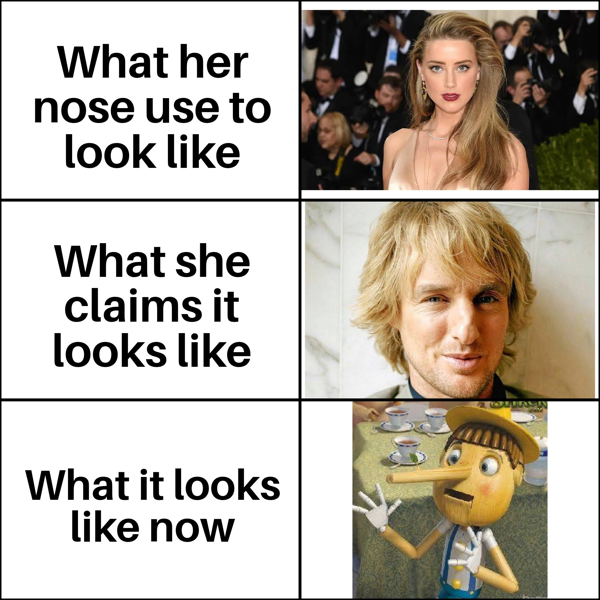 What her
nose use to
look like
What she
claims it
looks like
What it looks
like now